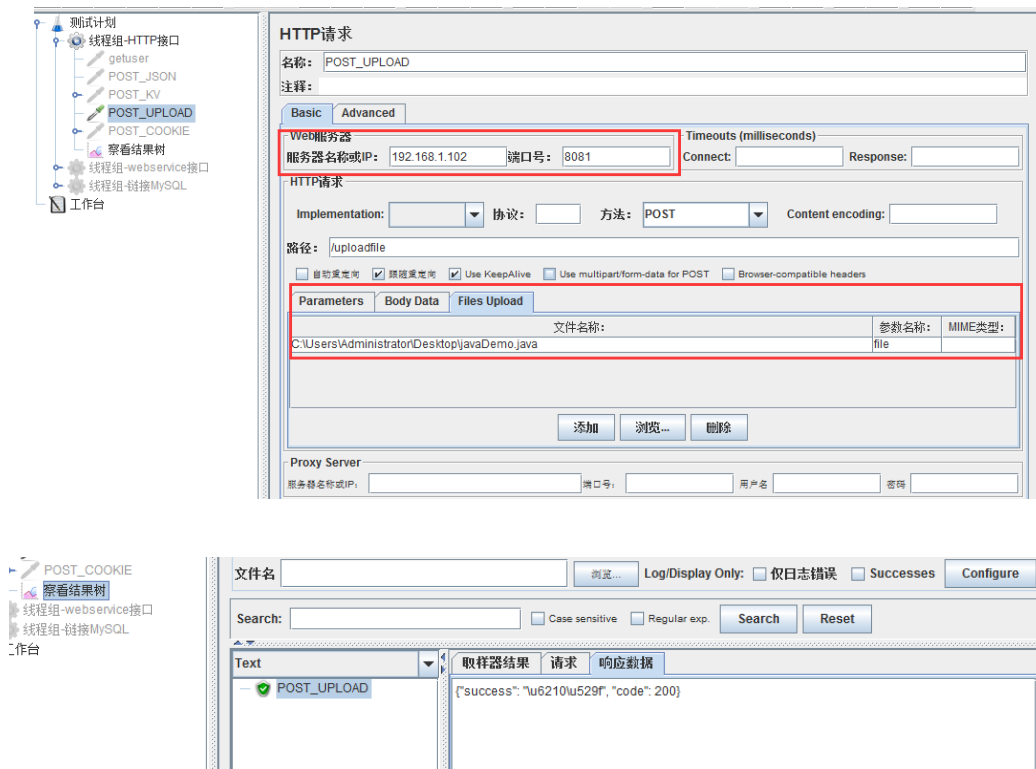 测试计划
线程组-HTTP接口
getuser
POST_JSON
POST_KV
POST_UPLOAD
POST_COOKIE
察看结果树
线程组-webservice接口
线程组-链接MySQL
工作台
HTTP请求
名称： POST_UPLOAD
注释：
Basic Advanced
Web服务器
服务器名称或IP： 192.168.1.102 端口号： 8081
Timeouts (milliseconds)
Connect: Response:
HTTP请求
Implementation: 协议： 方法： POST Content encoding:
路径： /uploadfile
自动重定向 跟随重定向 Use KeepAlive Use multipart/form-data for POST Browser-compatible headers
Parameters Body Data Files Upload
文件名称： 参数名称： MIME类型：
C:\Users\Administrator\Desktop\javaDemo.java file
添加 浏览... 删除
Proxy Server
服务器名称或IP： 端口号： 用户名 密码
POST_COOKIE
察看结果树
线程组-webservice接口
线程组-链接MySQL
工作台
文件名 浏览... Log/Display Only: 仅日志错误 Successes Configure
Search: Case sensitive Regular exp. Search Reset
Text
POST_UPLOAD
取样器结果 请求 响应数据
{"success": "\u6210\u529f", "code": 200}